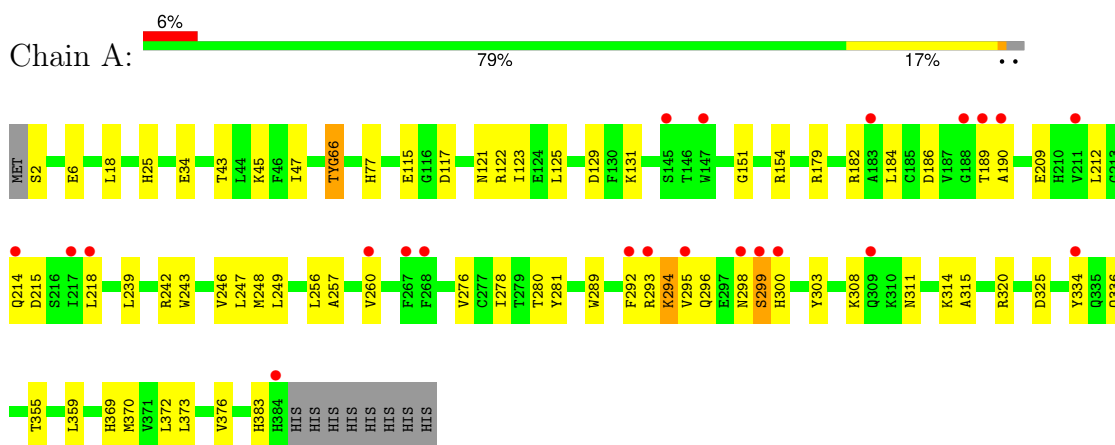 6%
Chain A:
79% 17% • •
MET S2 E6 L18 H25 E34 T43 L44 K45 F46 I47 TYG66 H77 E115 G116 D117 N121 R122 I123 E124 L125 D129 F130 K131 S145 T146 W147 G151 R154 R179 R182 A183 L184 C185 D186 V187 G188 T189 A190 E209 H210 V211 L212 G213
Q214 D215 S216 I217 L218 L239 R242 W243 V246 L247 M248 L249 L256 A257 V260 F267 F268 V276 C277 I278 T279 T280 Y281 W289 F292 R293 K294 V295 Q296 E297 N298 S299 H300 Y303 K308 Q309 K310 N311 K314 A315 R320 D325 Y334 Q335 Q336
T355 L359 H369 M370 V371 L372 L373 V376 H383 H384 HIS HIS HIS HIS HIS HIS HIS